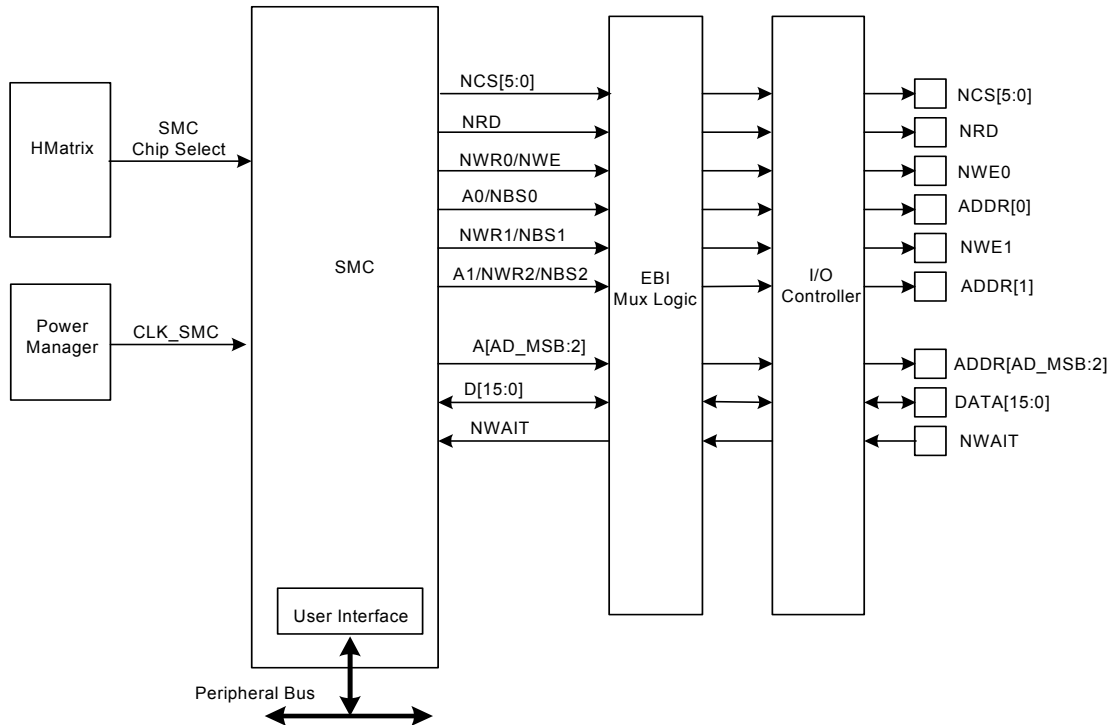 HMatrix
SMC
Chip Select
Power
Manager
CLK_SMC
SMC
User Interface
Peripheral Bus
NCS[5:0]
NRD
NWR0/NWE
A0/NBS0
NWR1/NBS1
A1/NWR2/NBS2
A[AD_MSB:2]
D[15:0]
NWAIT
EBI
Mux Logic
I/O
Controller
NCS[5:0]
NRD
NWE0
ADDR[0]
NWE1
ADDR[1]
ADDR[AD_MSB:2]
DATA[15:0]
NWAIT